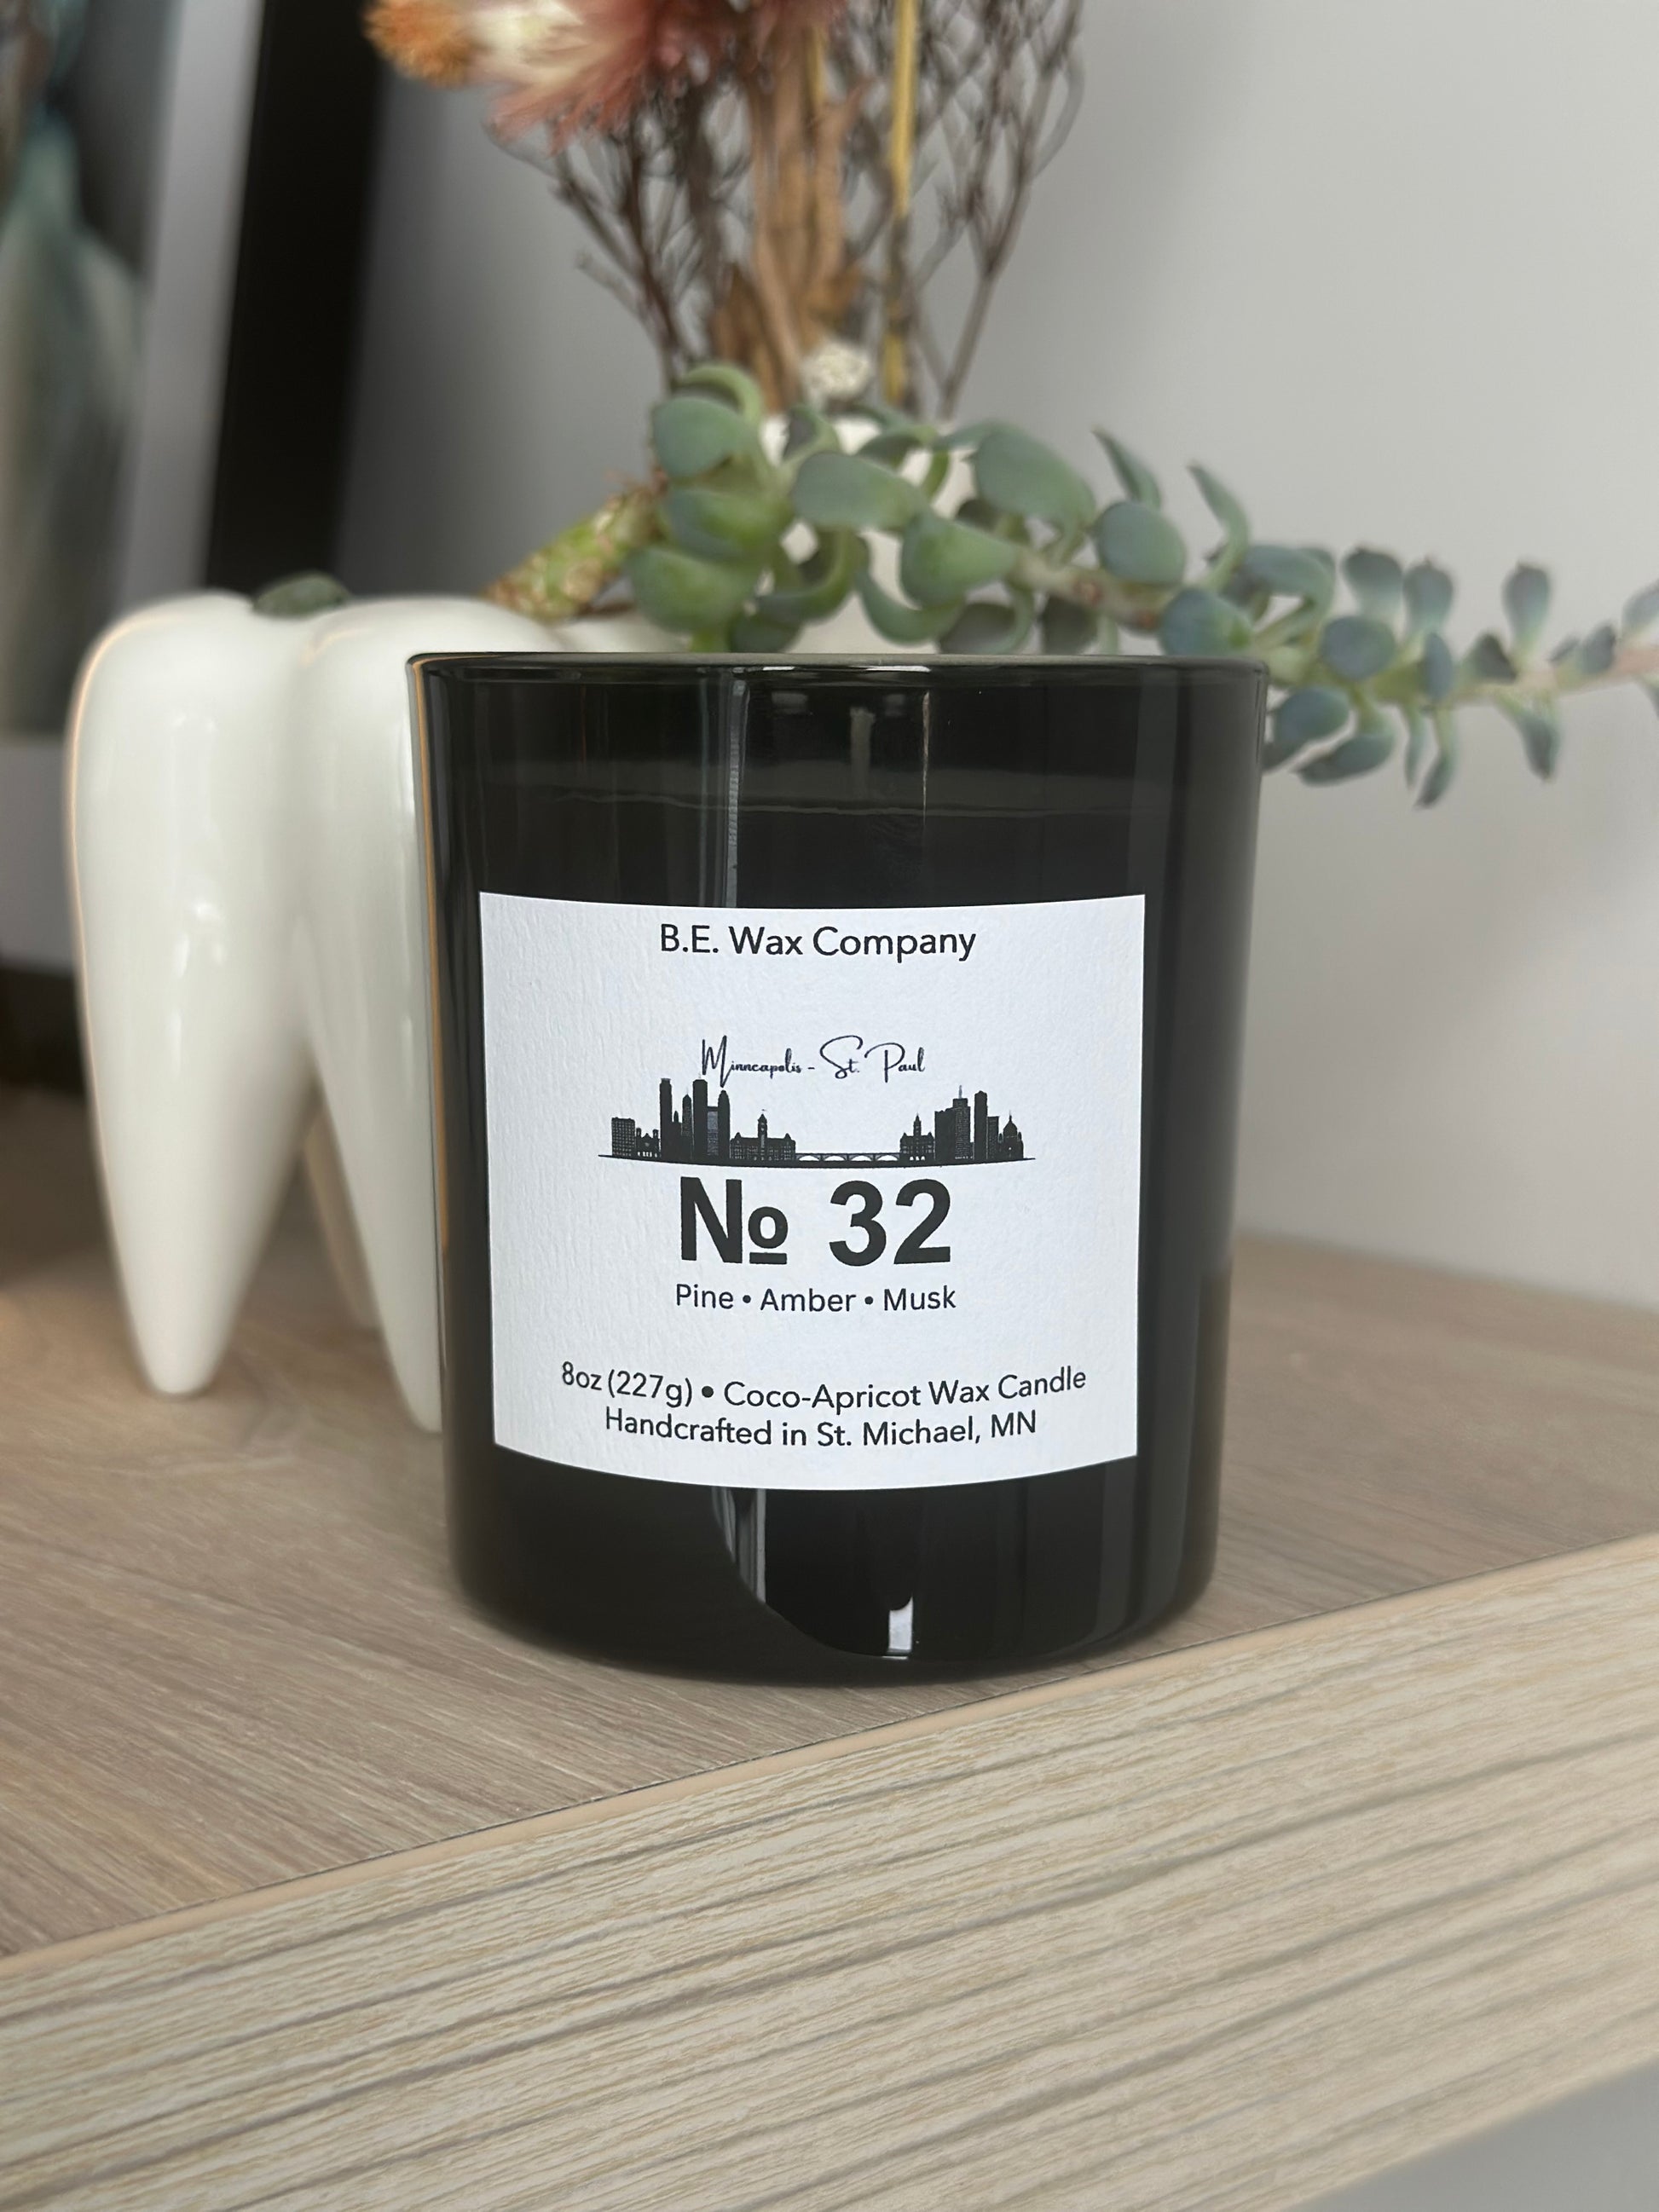 B.E. Wax Company
Minneapolis - St. Paul
№ 32
Pine • Amber • Musk
8oz (227g) • Coco-Apricot Wax Candle
Handcrafted in St. Michael, MN